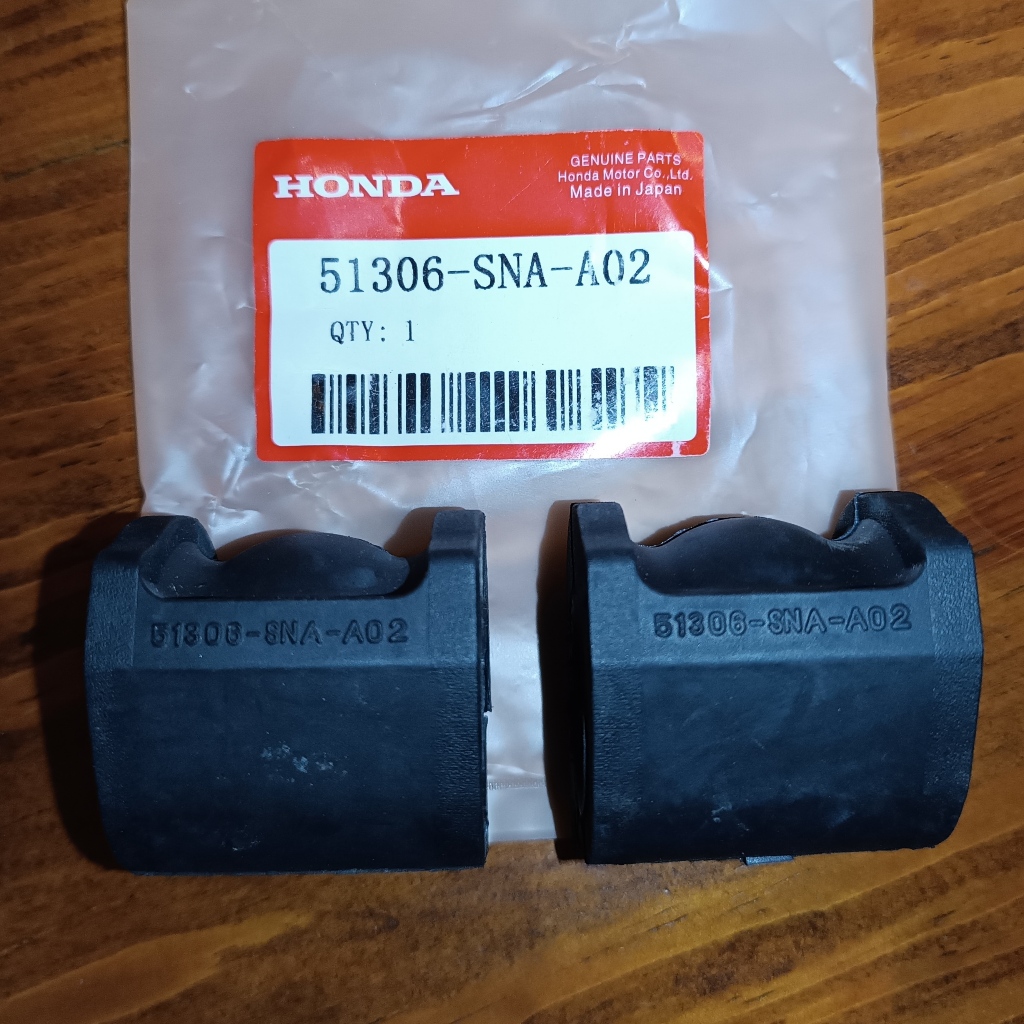 HONDA
GENUINE PARTS
Honda Motor Co.,Ltd.
Made in Japan
51306-SNA-A02
QTY: 1
51306-SNA-A02
51306-SNA-A02